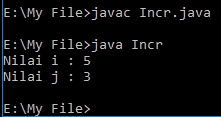 E:\My File>javac Incr.java
E:\My File>java Incr
Nilai i : 5
Nilai j : 3
E:\My File>